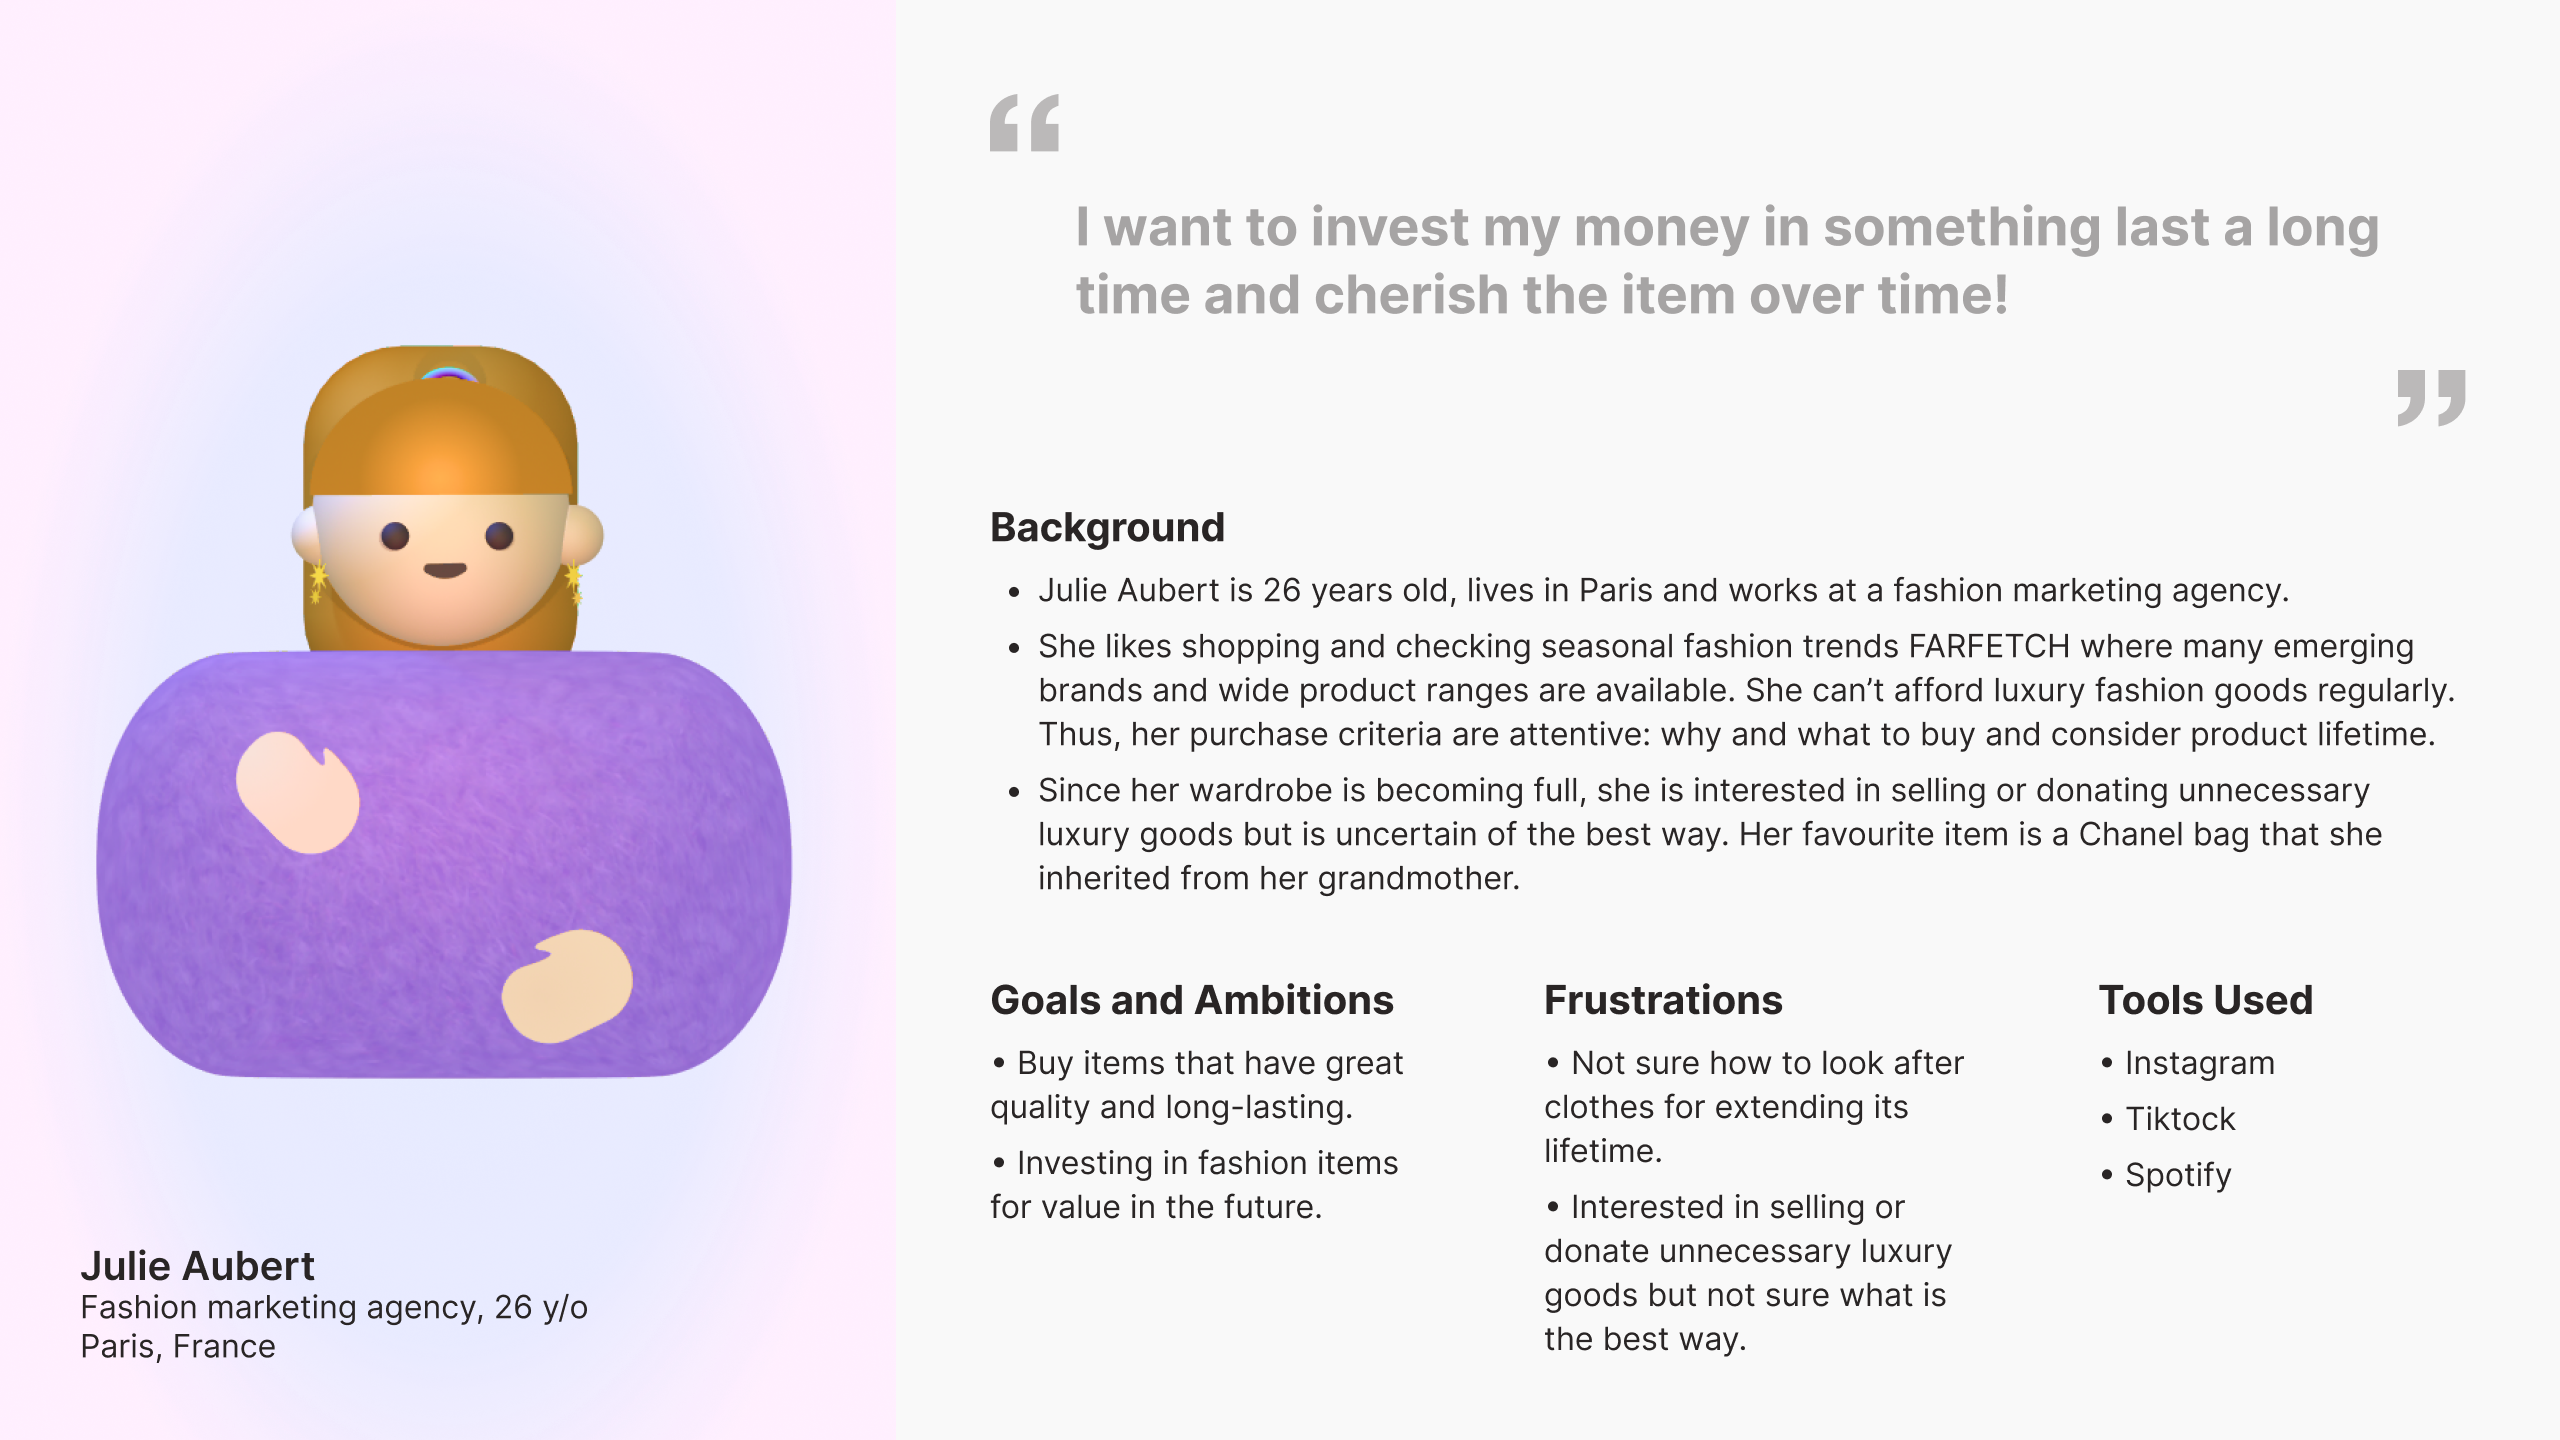 “
I want to invest my money in something last a long
time and cherish the item over time!
”
Background
• Julie Aubert is 26 years old, lives in Paris and works at a fashion marketing agency.
• She likes shopping and checking seasonal fashion trends FARFETCH where many emerging
brands and wide product ranges are available. She can’t afford luxury fashion goods regularly.
Thus, her purchase criteria are attentive: why and what to buy and consider product lifetime.
• Since her wardrobe is becoming full, she is interested in selling or donating unnecessary
luxury goods but is uncertain of the best way. Her favourite item is a Chanel bag that she
inherited from her grandmother.
Goals and Ambitions
• Buy items that have great
quality and long-lasting.
• Investing in fashion items
for value in the future.
Frustrations
• Not sure how to look after
clothes for extending its
lifetime.
• Interested in selling or
donate unnecessary luxury
goods but not sure what is
the best way.
Tools Used
• Instagram
• Tiktock
• Spotify
Julie Aubert
Fashion marketing agency, 26 y/o
Paris, France